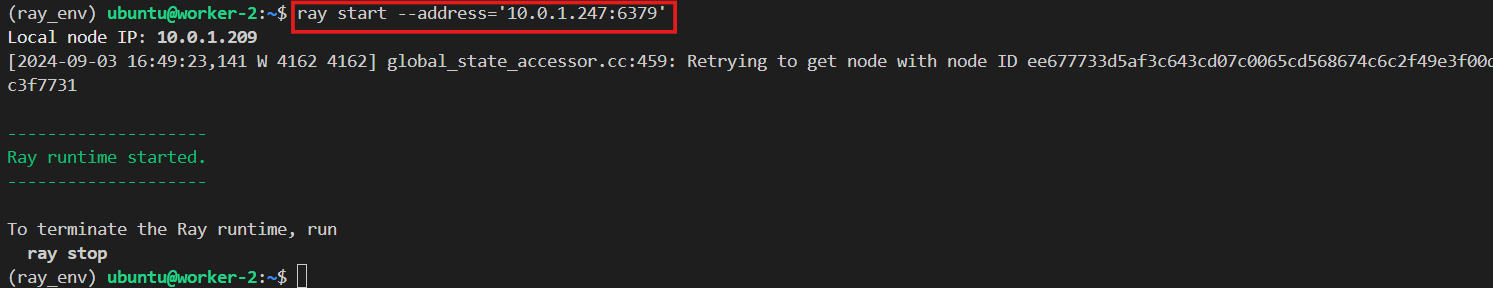 (ray_env) ubuntu@worker-2:~$ ray start --address='10.0.1.247:6379'
Local node IP: 10.0.1.209
[2024-09-03 16:49:23,141 W 4162 4162] global_state_accessor.cc:459: Retrying to get node with node ID ee677733d5af3c643cd07c0065cd568674c6c2f49e3f00d
c3f7731
--------------------
Ray runtime started.
--------------------
To terminate the Ray runtime, run
ray stop
(ray_env) ubuntu@worker-2:~$